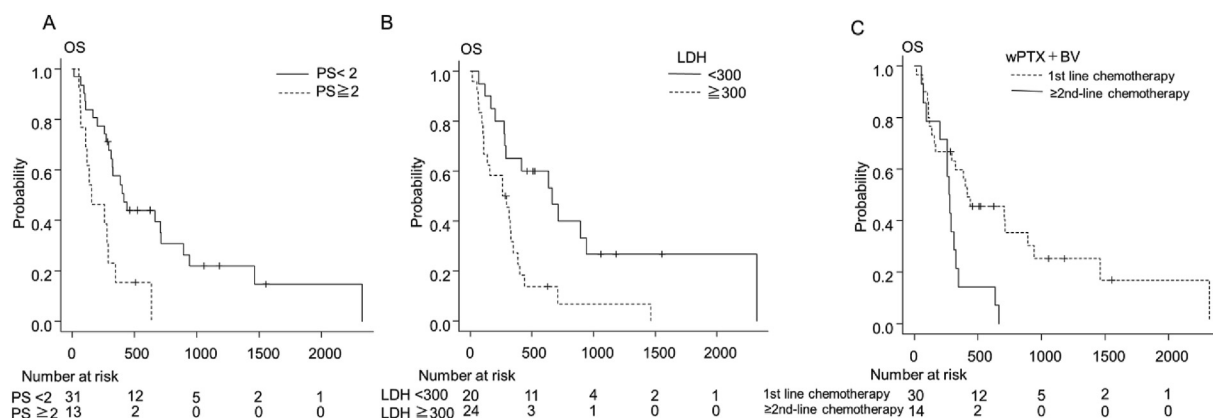 A
OS
PS< 2
PS≧2
1.0
0.8
0.6
0.4
0.2
0.0
Probability
0 500 1000 1500 2000
Number at risk
PS <2 31 12 5 2 1
PS ≧2 13 2 0 0 0
B
OS
LDH
<300
≧300
1.0
0.8
0.6
0.4
0.2
0.0
Probability
0 500 1000 1500 2000
Number at risk
LDH <300 20 11 4 2 1
LDH ≧300 24 3 1 0 0
C
OS
wPTX+BV
1st line chemotherapy
≥2nd-line chemotherapy
1.0
0.8
0.6
0.4
0.2
0.0
Probability
0 500 1000 1500 2000
Number at risk
1st line chemotherapy 30 12 5 2 1
≥2nd-line chemotherapy 14 2 0 0 0